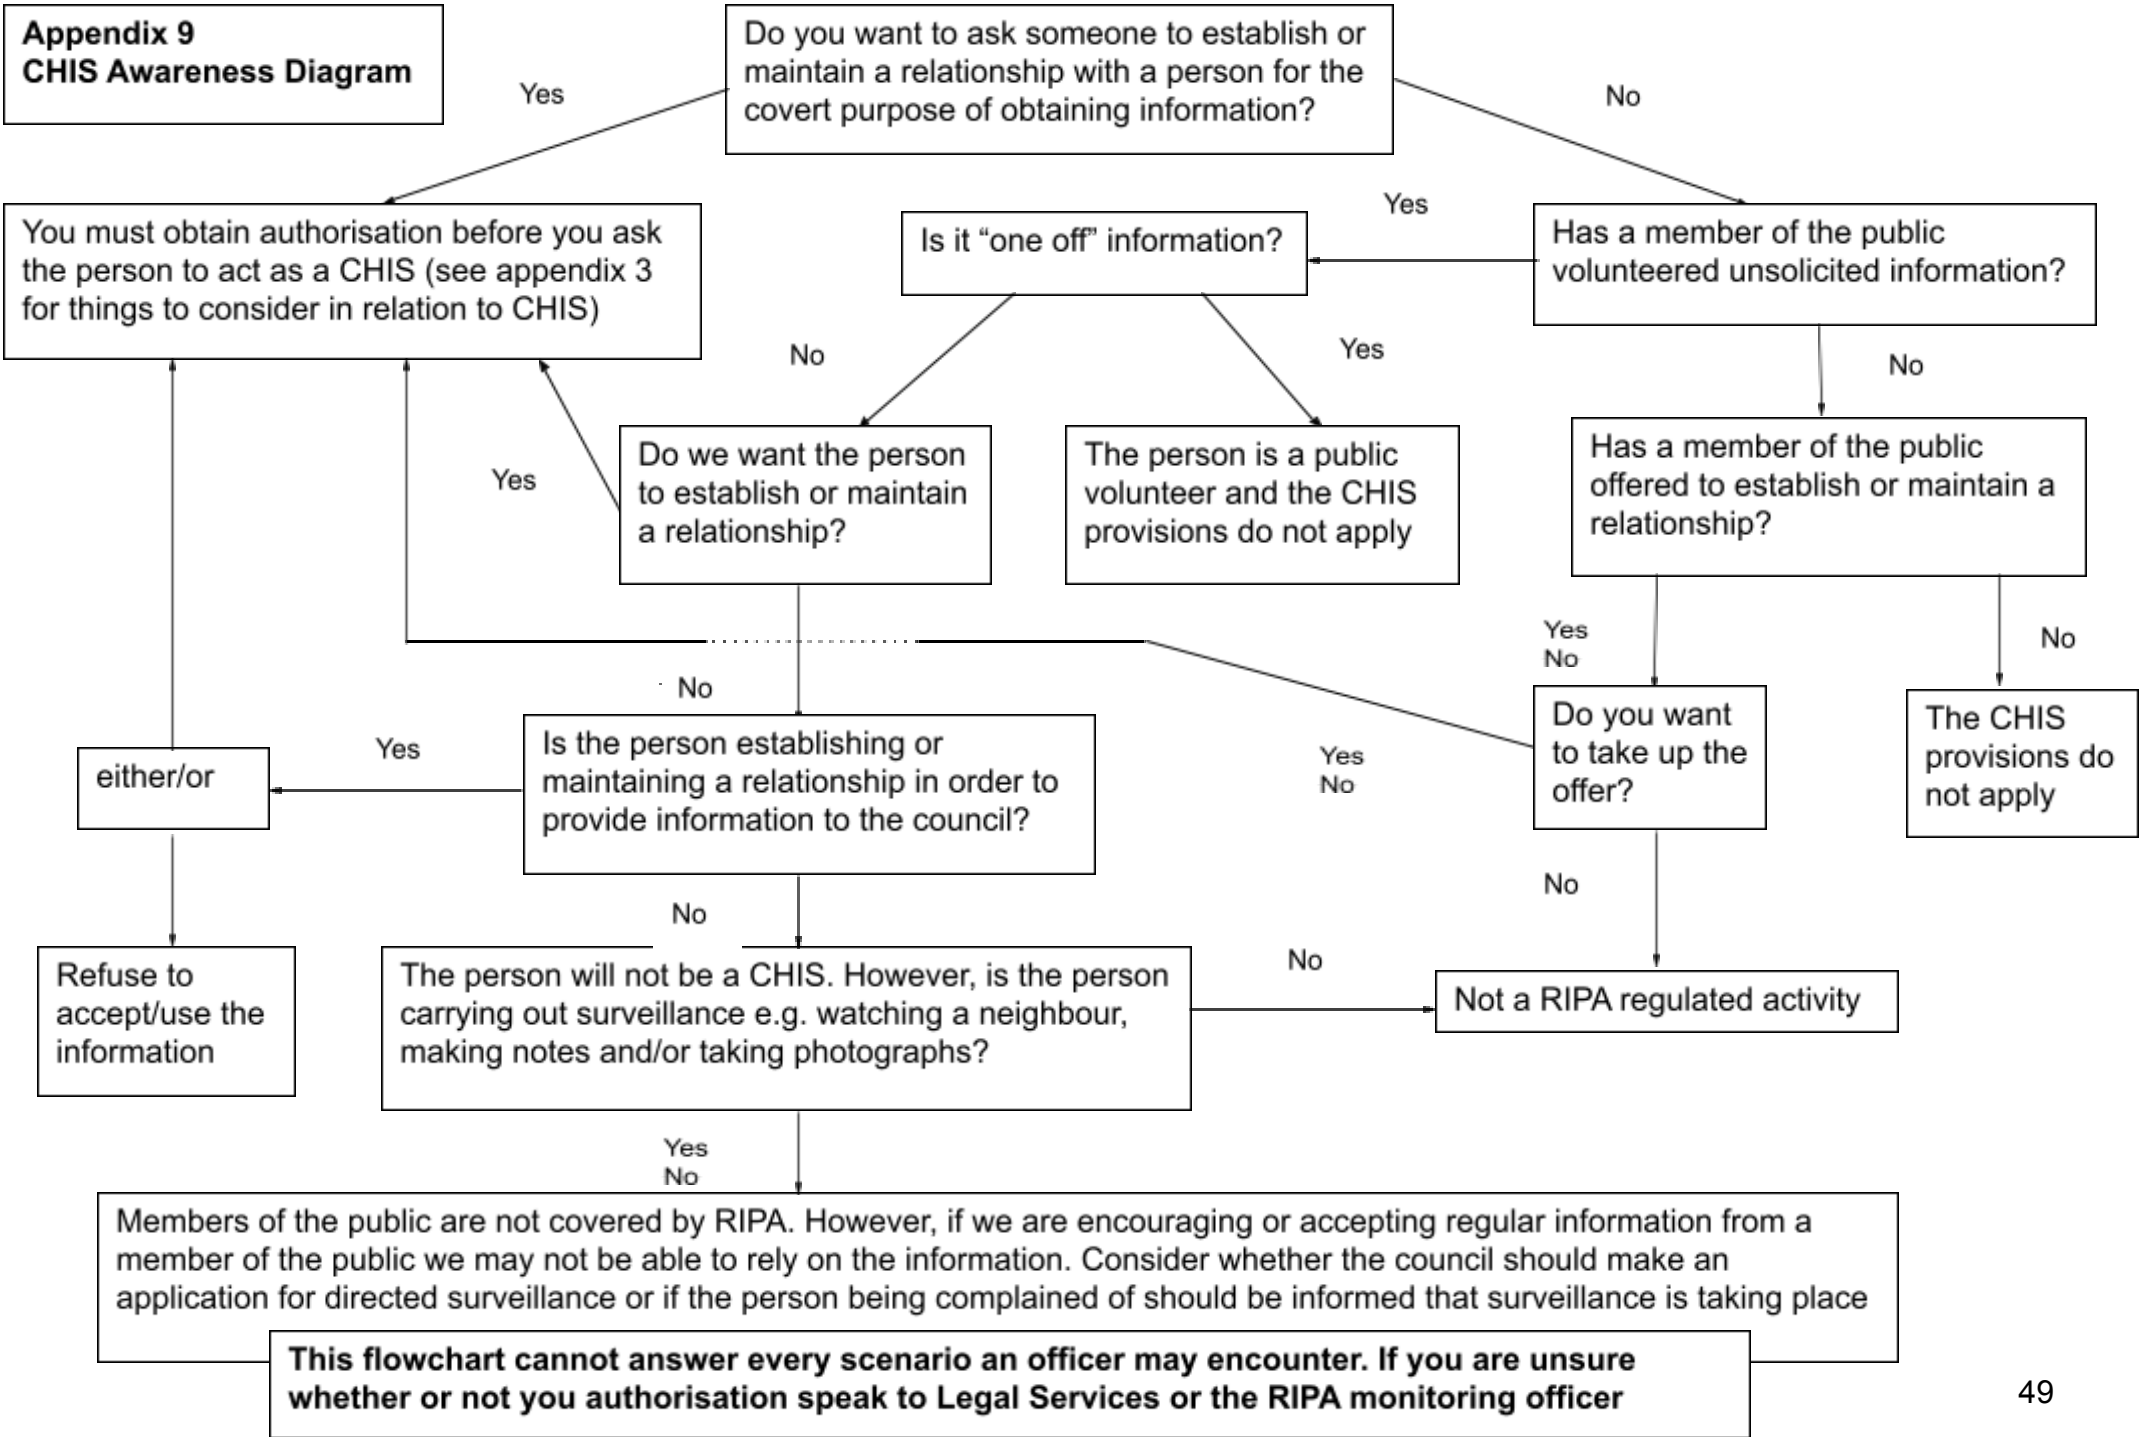 Appendix 9
CHIS Awareness Diagram
Do you want to ask someone to establish or
maintain a relationship with a person for the
covert purpose of obtaining information?
Yes
No
You must obtain authorisation before you ask
the person to act as a CHIS (see appendix 3
for things to consider in relation to CHIS)
Is it “one off” information?
Yes
Has a member of the public
volunteered unsolicited information?
No
Yes
No
Do we want the person
to establish or maintain
a relationship?
Yes
The person is a public
volunteer and the CHIS
provisions do not apply
Has a member of the public
offered to establish or maintain a
relationship?
Yes
No
No
No
either/or
Yes
Is the person establishing or
maintaining a relationship in order to
provide information to the council?
Yes
No
Do you want
to take up the
offer?
The CHIS
provisions do
not apply
No
No
Refuse to
accept/use the
information
The person will not be a CHIS. However, is the person
carrying out surveillance e.g. watching a neighbour,
making notes and/or taking photographs?
No
Not a RIPA regulated activity
Yes
No
Members of the public are not covered by RIPA. However, if we are encouraging or accepting regular information from a
member of the public we may not be able to rely on the information. Consider whether the council should make an
application for directed surveillance or if the person being complained of should be informed that surveillance is taking place
This flowchart cannot answer every scenario an officer may encounter. If you are unsure
whether or not you authorisation speak to Legal Services or the RIPA monitoring officer
49